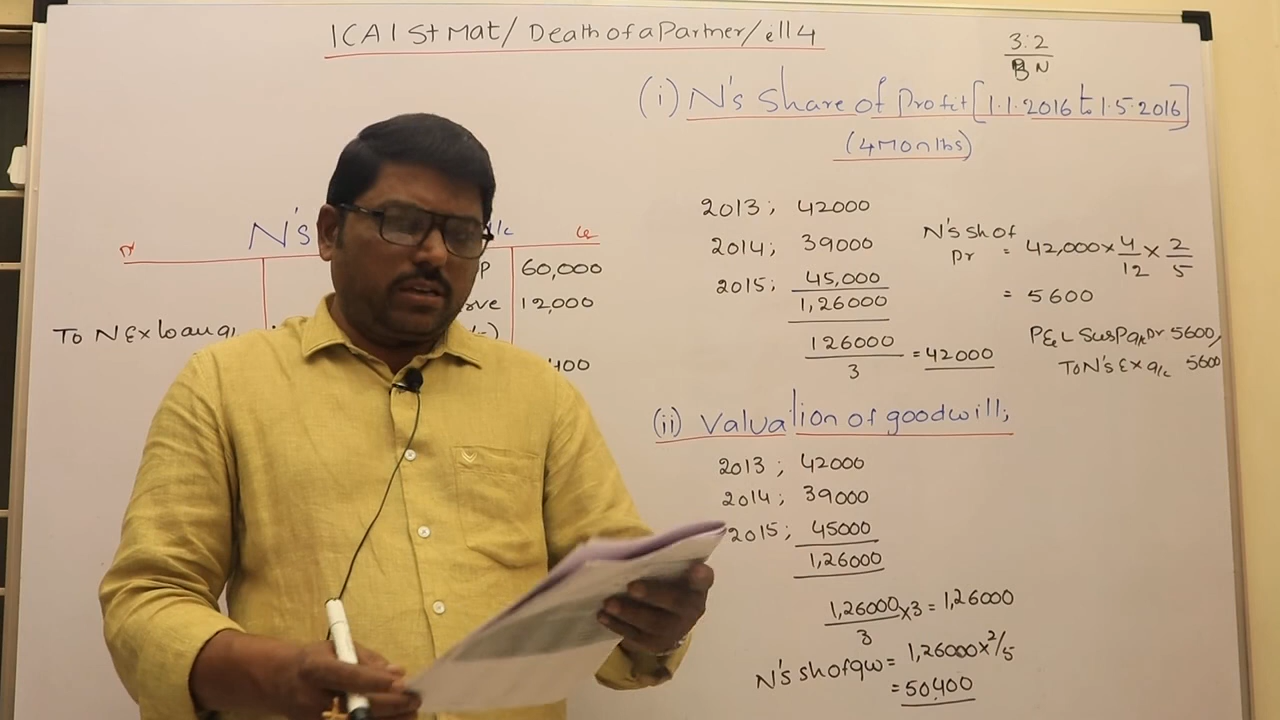 ICAI St Mat/ Death of a Partner/ ill 4
3:2
B N
(i) N's Share of Profit [1.1.2016 to 1.5.2016]
(4 Months)
2013; 42000
2014; 39000
2015; 45,000
1,26000
126000
3
= 42000
N's sh of
Pr = 42,000 × 4/12 × 2/5
= 5600
P&L Susp a/c Dr 5600,
To N's Ex a/c 5600
N's
a/c
Dr
Cr
60,000
rve 12,000
To N Ex loan a/
400
(ii) Valuation of goodwill;
2013; 42000
2014; 39000
2015; 45000
1,26000
1,26000/3 × 3 = 1,26000
N's sh of gw = 1,26000 × 2/5
= 50,400